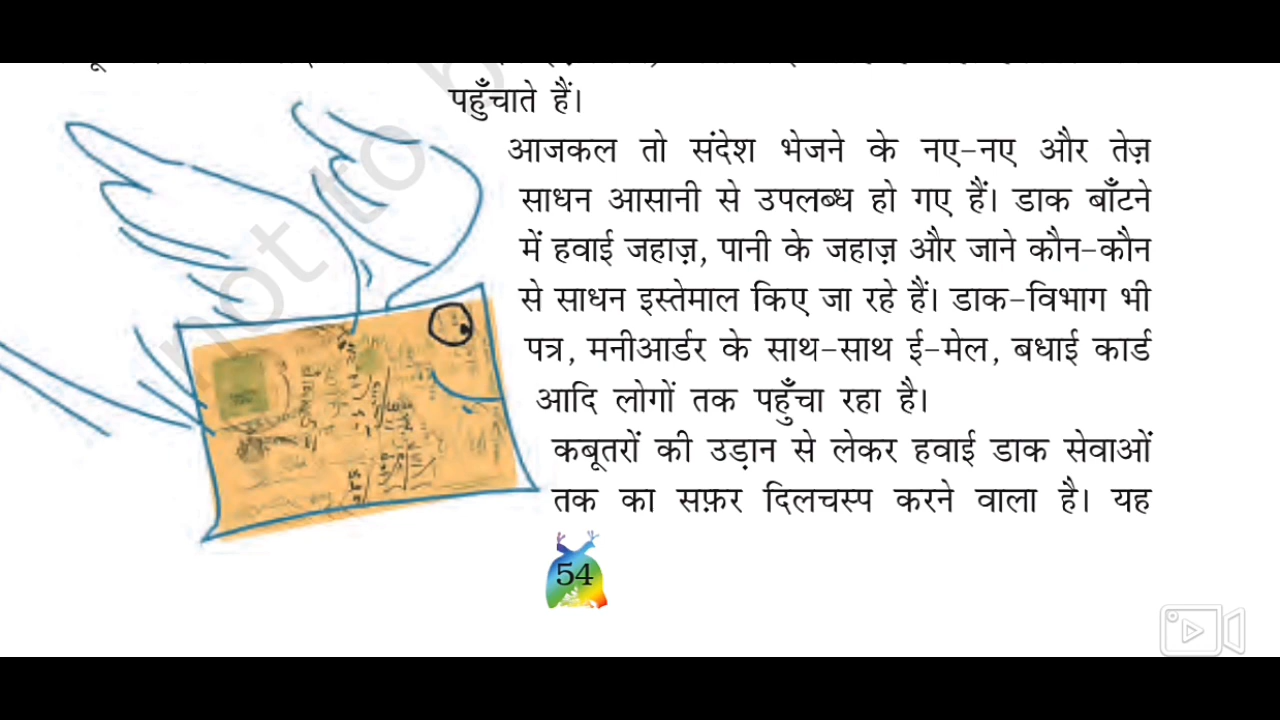 पहुँचाते हैं।
आजकल तो संदेश भेजने के नए-नए और तेज़
साधन आसानी से उपलब्ध हो गए हैं। डाक बाँटने
में हवाई जहाज़, पानी के जहाज़ और जाने कौन-कौन
से साधन इस्तेमाल किए जा रहे हैं। डाक-विभाग भी
पत्र, मनीआर्डर के साथ-साथ ई-मेल, बधाई कार्ड
आदि लोगों तक पहुँचा रहा है।
कबूतरों की उड़ान से लेकर हवाई डाक सेवाओं
तक का सफ़र दिलचस्प करने वाला है। यह
54
not to b